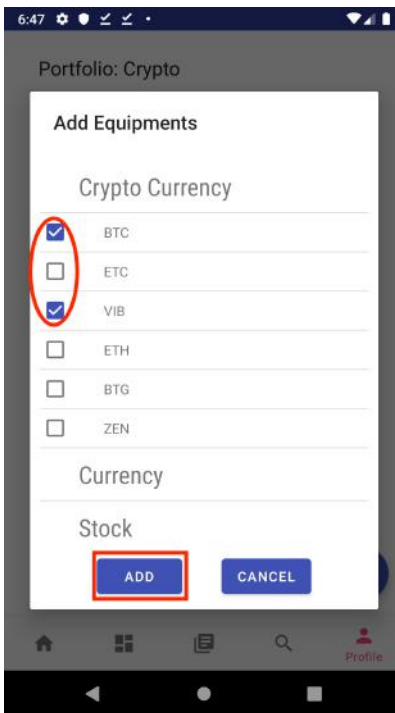 6:47
Portfolio: Crypto
Add Equipments
Crypto Currency
BTC
ETC
VIB
ETH
BTG
ZEN
Currency
Stock
ADD CANCEL
Profile